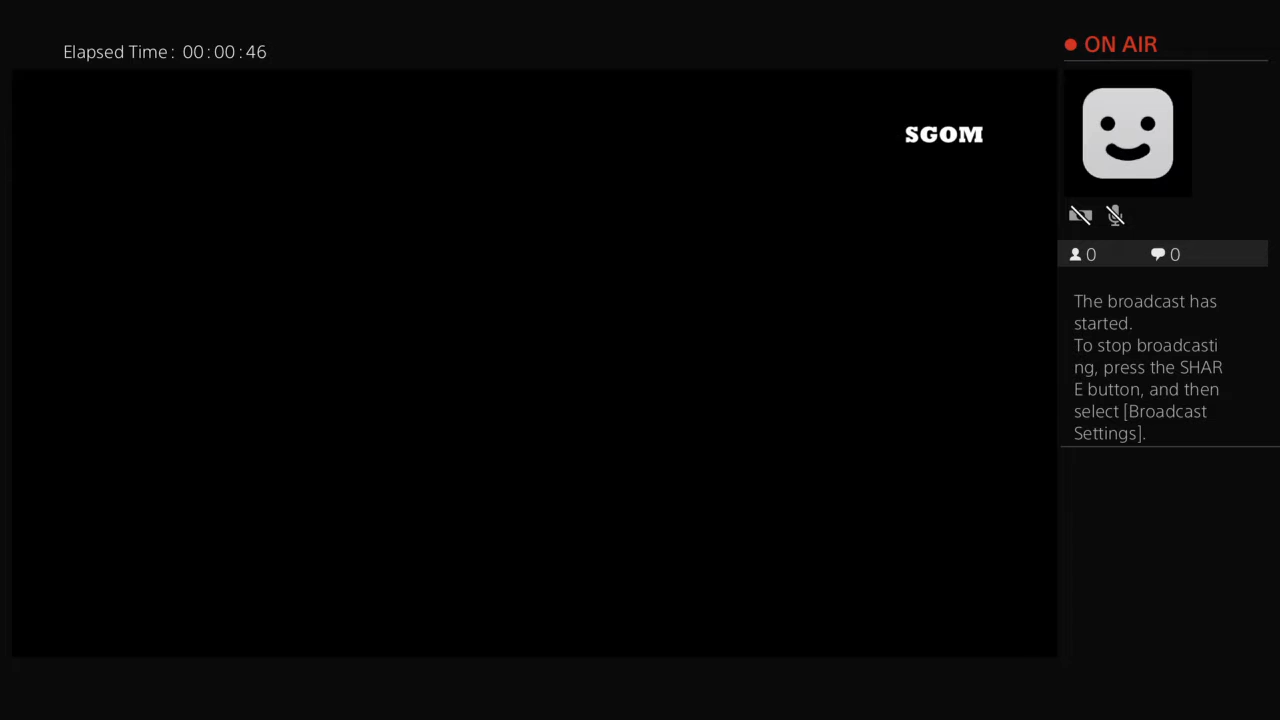 Elapsed Time: 00:00:46
ON AIR
SGOM
0 0
The broadcast has
started.
To stop broadcasti
ng, press the SHAR
E button, and then
select [Broadcast
Settings].